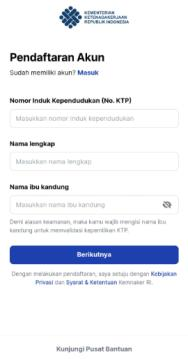 KEMENTERIAN
KETENAGAKERJAAN
REPUBLIK INDONESIA
Pendaftaran Akun
Sudah memiliki akun? Masuk
Nomor Induk Kependudukan (No. KTP)
Masukkan nomor induk kependudukan
Nama lengkap
Masukkan nama lengkap
Nama ibu kandung
Masukkan nama ibu kandung
Demi alasan keamanan, maka kamu wajib mengisi nama ibu
kandung untuk memvalidasi kepemilikan KTP.
Berikutnya
Dengan melakukan pendaftaran, saya setuju dengan Kebijakan
Privasi dan Syarat & Ketentuan Kemnaker RI.
Kunjungi Pusat Bantuan